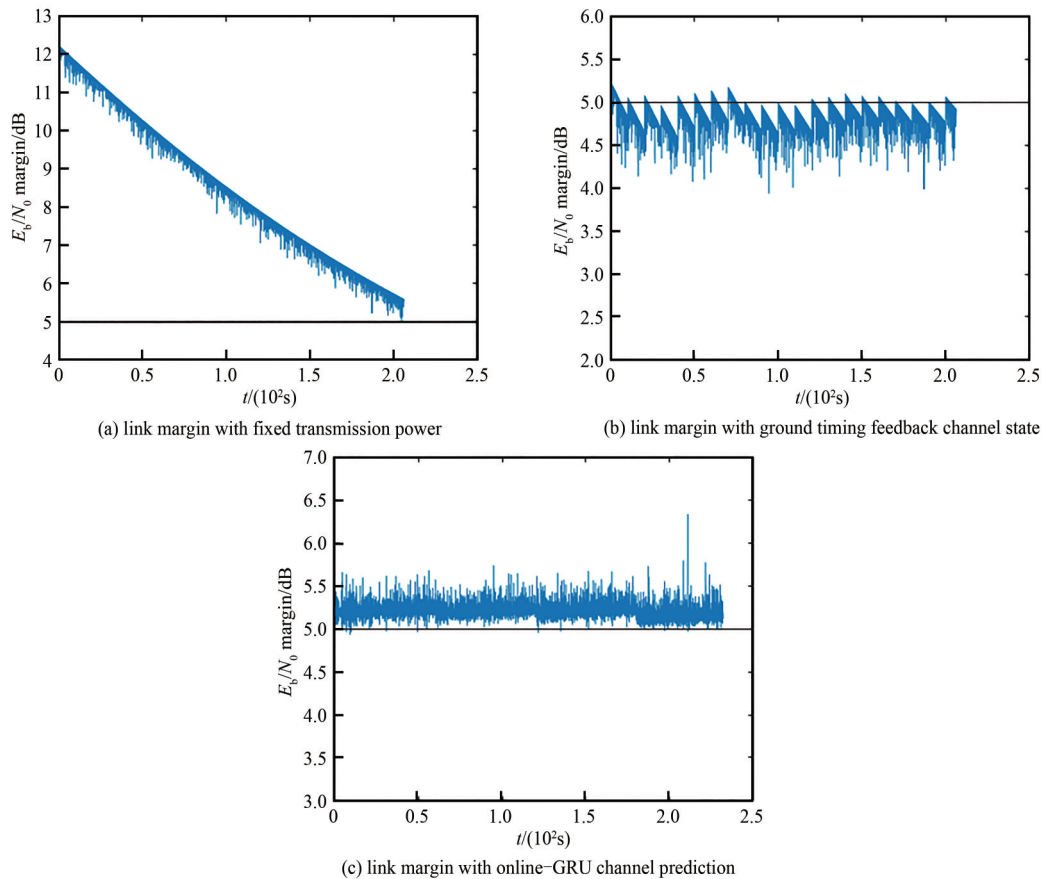 13
12
11
10
9
8
7
6
5
4
E_b/N_0 margin/dB
0 0.5 1.0 1.5 2.0 2.5
t/(10²s)
(a) link margin with fixed transmission power
6.0
5.5
5.0
4.5
4.0
3.5
3.0
2.5
2.0
E_b/N_0 margin/dB
0 0.5 1.0 1.5 2.0 2.5
t/(10²s)
(b) link margin with ground timing feedback channel state
7.0
6.5
6.0
5.5
5.0
4.5
4.0
3.5
3.0
E_b/N_0 margin/dB
0 0.5 1.0 1.5 2.0 2.5
t/(10²s)
(c) link margin with online-GRU channel prediction